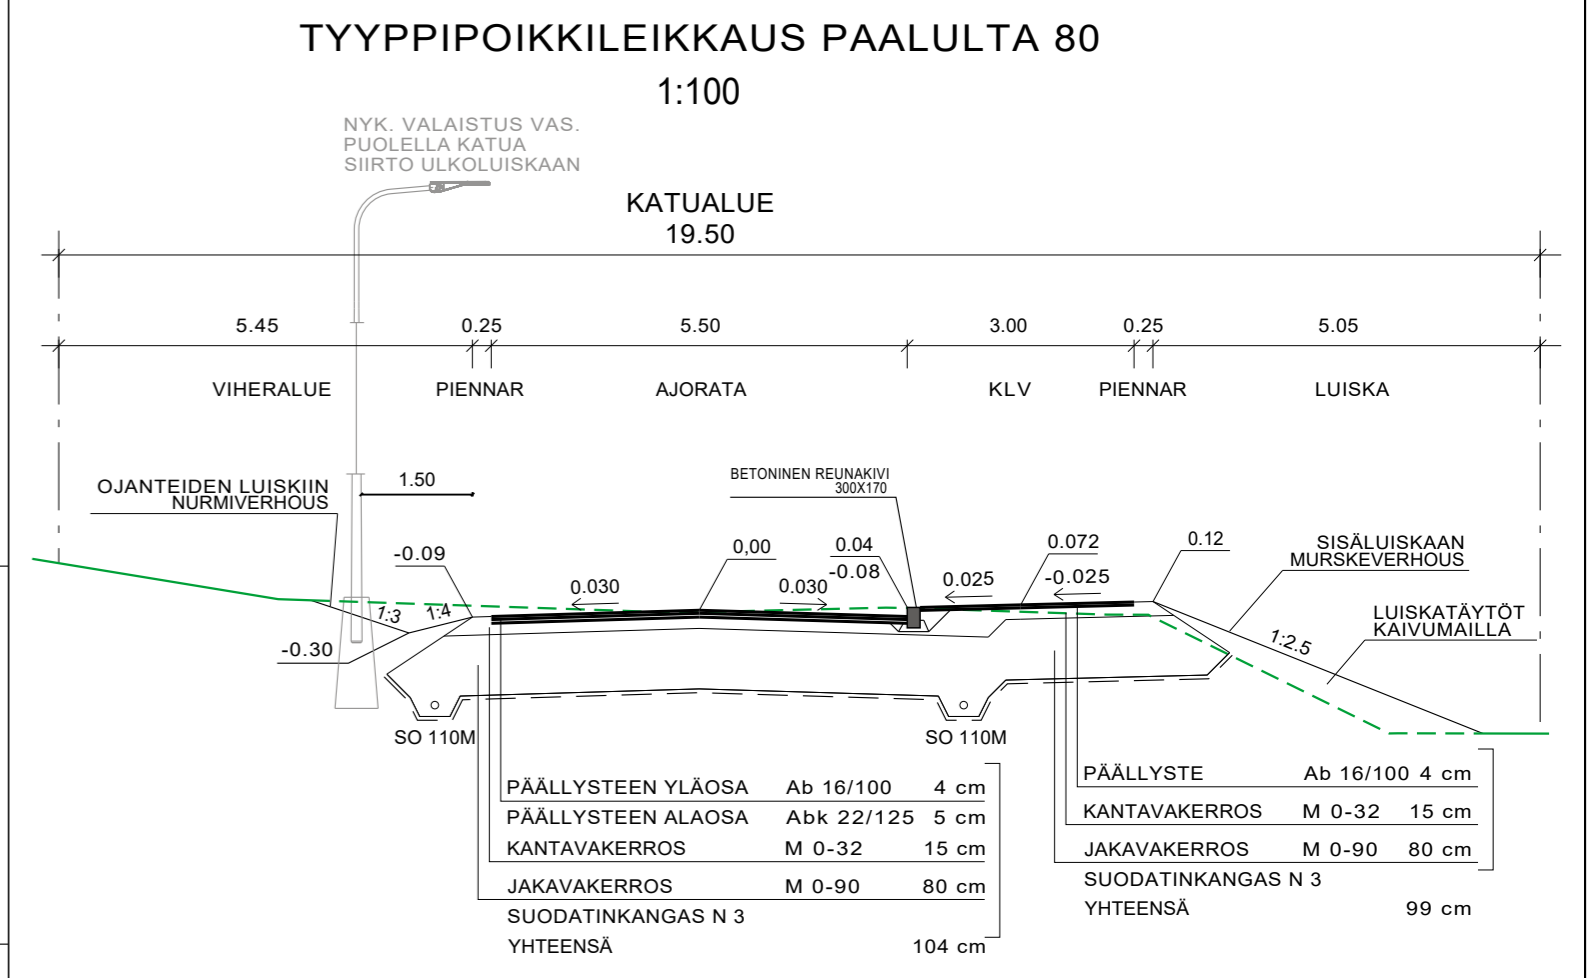 TYYPPIPOIKKILEIKKAUS PAALULTA 80
1:100
NYK. VALAISTUS VAS.
PUOLELLA KATUA
SIIRTO ULKOLUISKAAN
KATUALUE
19.50
5.45 0.25 5.50 3.00 0.25 5.05
VIHERALUE PIENNAR AJORATA KLV PIENNAR LUISKA
OJANTEIDEN LUISKIIN
NURMIVERHOUS
1.50
BETONINEN REUNAKIVI
300X170
-0.09
0,00
0.04
-0.08
0.072
0.12
SISÄLUISKAAN
MURSKEVERHOUS
0.030
0.030
0.025
-0.025
1:3
1:4
-0.30
1:2.5
LUISKATÄYTÖT
KAIVUMAILLA
SO 110M
SO 110M
PÄÄLLYSTEEN YLÄOSA Ab 16/100 4 cm
PÄÄLLYSTEEN ALAOSA Abk 22/125 5 cm
KANTAVAKERROS M 0-32 15 cm
JAKAVAKERROS M 0-90 80 cm
SUODATINKANGAS N 3
YHTEENSÄ 104 cm
PÄÄLLYSTE Ab 16/100 4 cm
KANTAVAKERROS M 0-32 15 cm
JAKAVAKERROS M 0-90 80 cm
SUODATINKANGAS N 3
YHTEENSÄ 99 cm